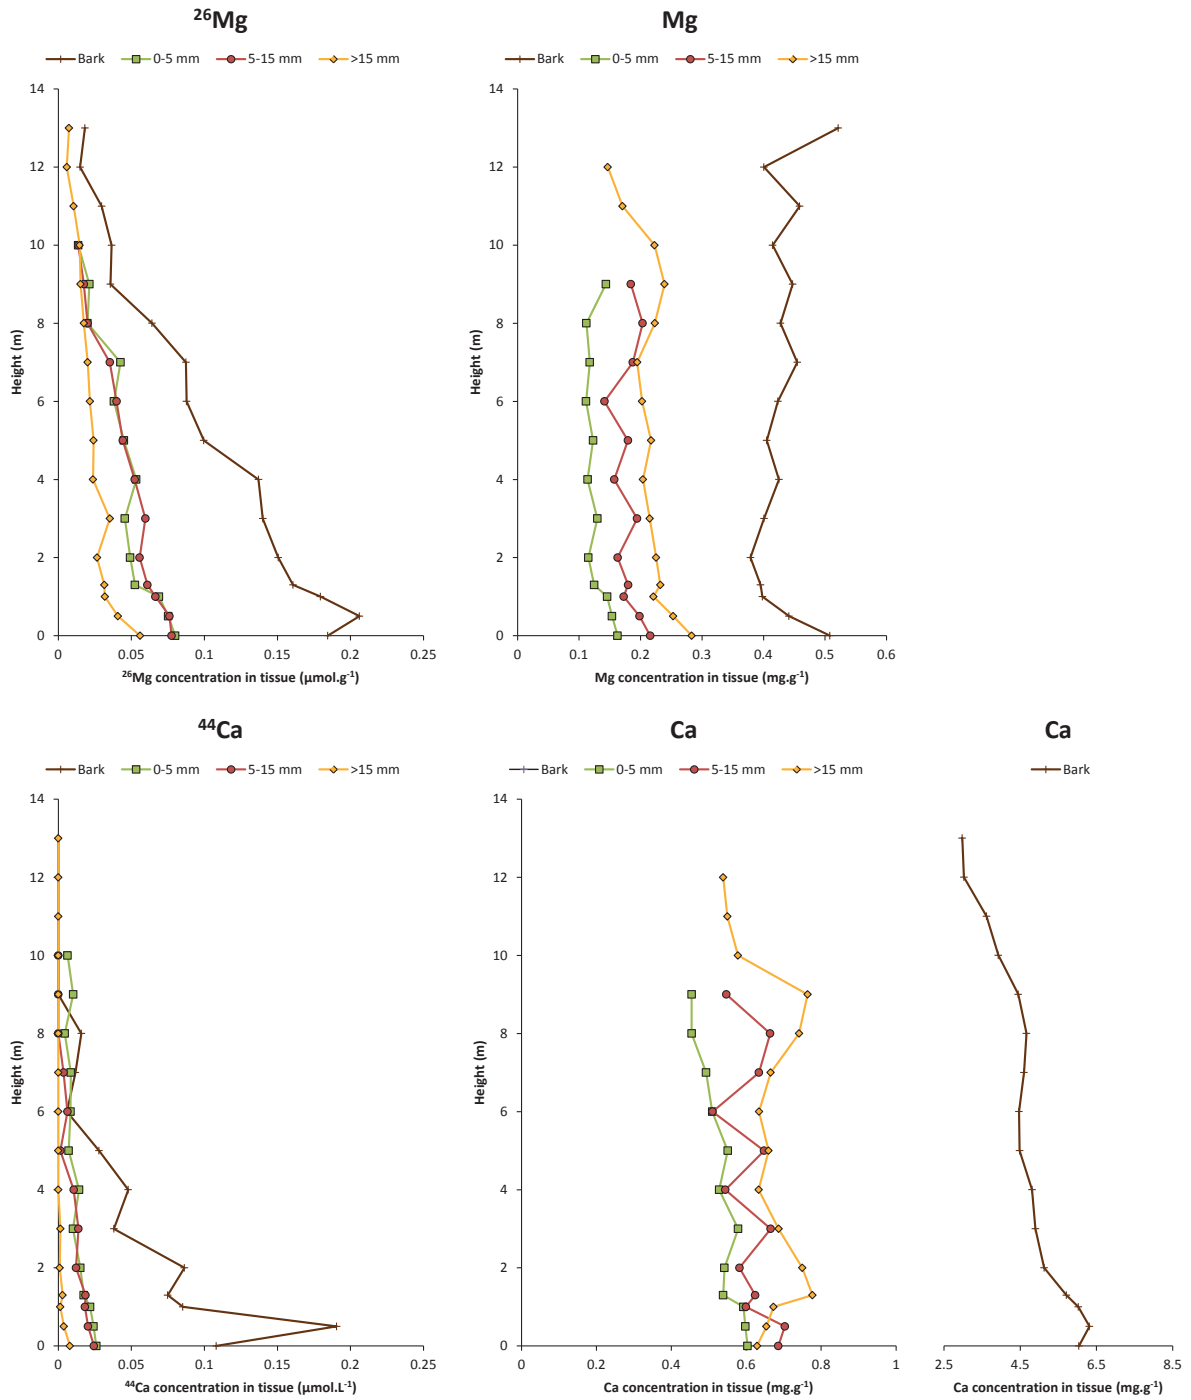 ²⁶Mg
Bark 0-5 mm 5-15 mm >15 mm
14
12
10
8
6
4
2
0
Height (m)
0 0.05 0.1 0.15 0.2 0.25
²⁶Mg concentration in tissue (µmol.g⁻¹)
Mg
Bark 0-5 mm 5-15 mm >15 mm
14
12
10
8
6
4
2
0
Height (m)
0 0.1 0.2 0.3 0.4 0.5 0.6
Mg concentration in tissue (mg.g⁻¹)
⁴⁴Ca
Bark 0-5 mm 5-15 mm >15 mm
14
12
10
8
6
4
2
0
Height (m)
0 0.05 0.1 0.15 0.2 0.25
⁴⁴Ca concentration in tissue (µmol.L⁻¹)
Ca
Bark 0-5 mm 5-15 mm >15 mm
14
12
10
8
6
4
2
0
Height (m)
0 0.2 0.4 0.6 0.8 1
Ca concentration in tissue (mg.g⁻¹)
Ca
Bark
2.5 4.5 6.5 8.5
Ca concentration in tissue (mg.g⁻¹)